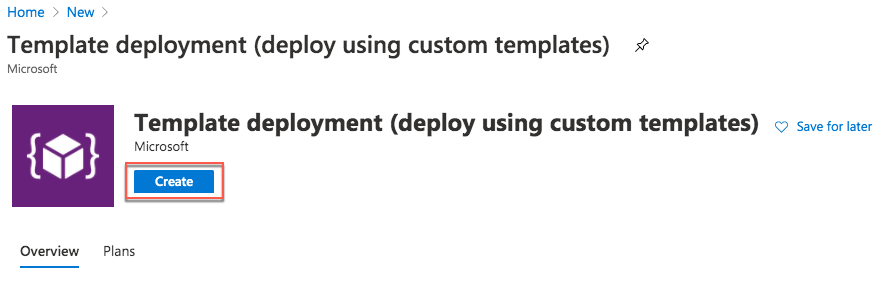 Home > New >
Template deployment (deploy using custom templates)
Microsoft
Template deployment (deploy using custom templates)
Save for later
Microsoft
Create
Overview Plans